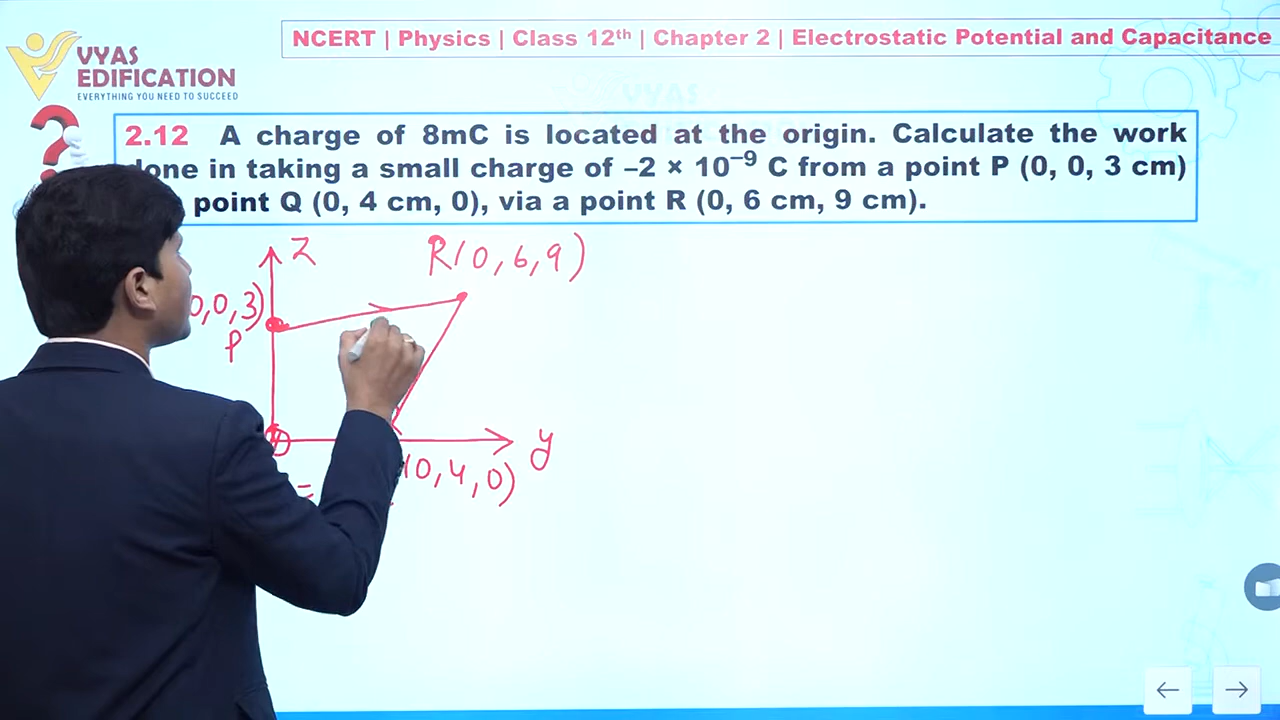 VYAS
EDIFICATION
EVERYTHING YOU NEED TO SUCCEED
NCERT | Physics | Class 12th | Chapter 2 | Electrostatic Potential and Capacitance
?
2.12 A charge of 8mC is located at the origin. Calculate the work
done in taking a small charge of –2 × 10⁻⁹ C from a point P (0, 0, 3 cm)
point Q (0, 4 cm, 0), via a point R (0, 6 cm, 9 cm).
Z
R(0, 6, 9)
0, 0, 3)
P
y
(0, 4, 0)
=